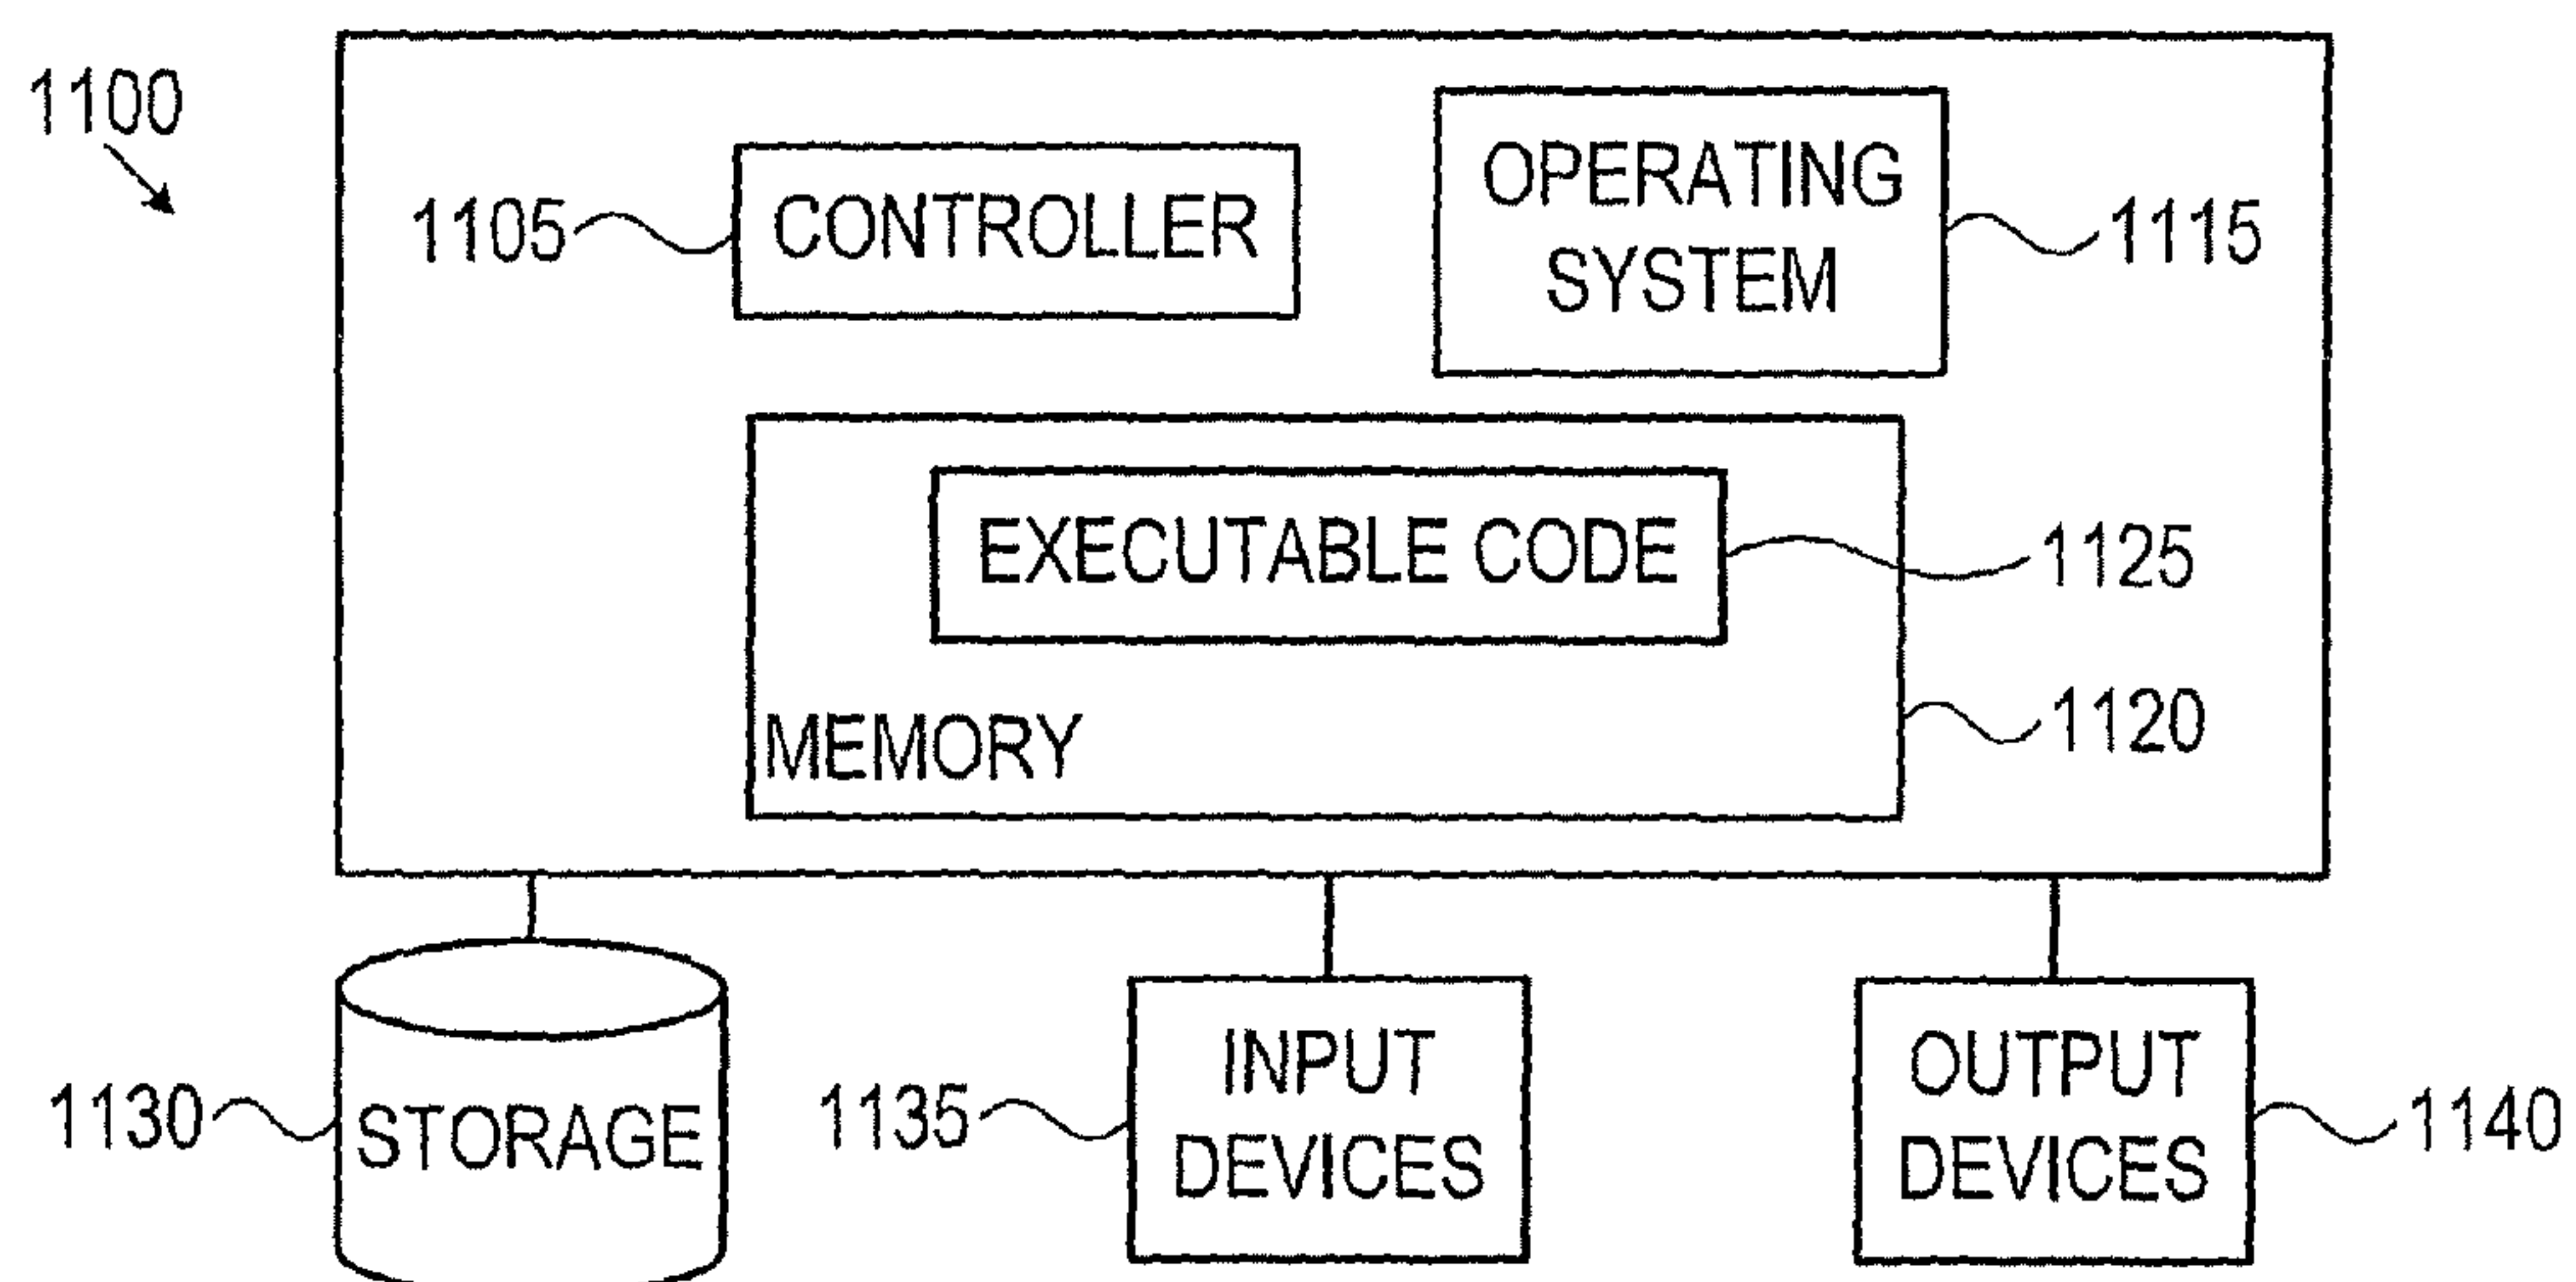 1100
1105
CONTROLLER
OPERATING
SYSTEM
1115
EXECUTABLE CODE
1125
MEMORY
1120
1130
STORAGE
1135
INPUT
DEVICES
OUTPUT
DEVICES
1140